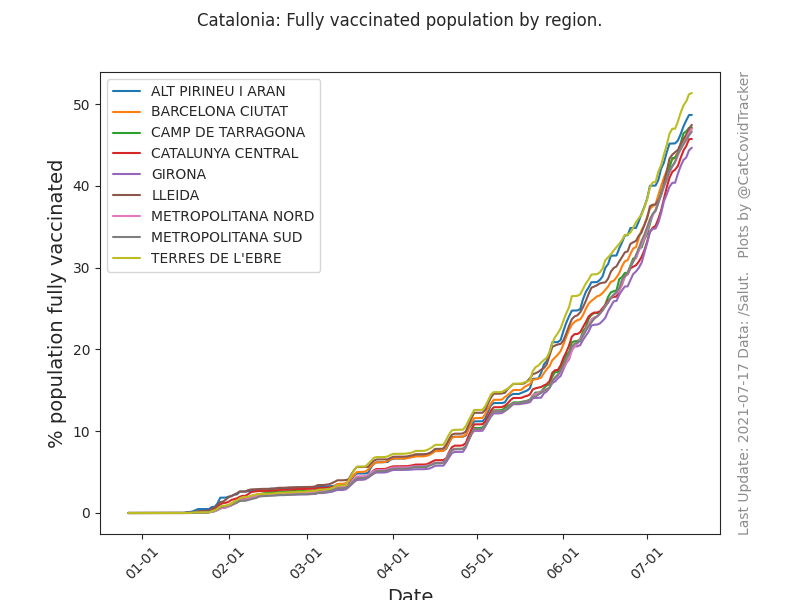 Catalonia: Fully vaccinated population by region.
ALT PIRINEU I ARAN
BARCELONA CIUTAT
CAMP DE TARRAGONA
CATALUNYA CENTRAL
GIRONA
LLEIDA
METROPOLITANA NORD
METROPOLITANA SUD
TERRES DE L'EBRE
% population fully vaccinated
50
40
30
20
10
0
01-01
02-01
03-01
04-01
05-01
06-01
07-01
Date
Last Update: 2021-07-17 Data: /Salut. Plots by @CatCovidTracker